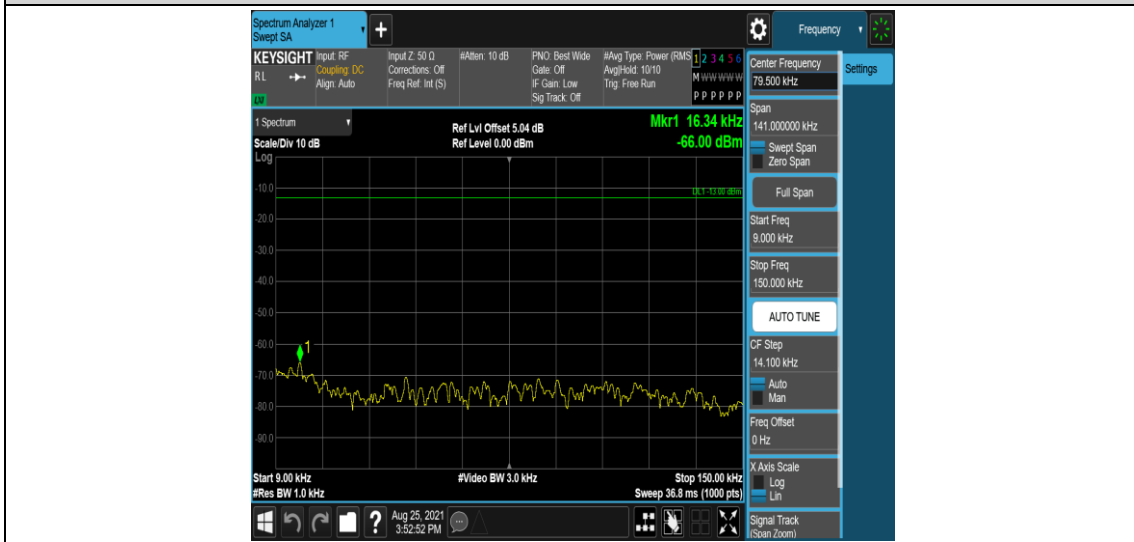 Spectrum Analyzer 1
Swept SA
+
Frequency
KEYSIGHT
RL
Input: RF
Coupling: DC
Align: Auto
Input Z: 50 Ω
Corrections: Off
Freq Ref: Int (S)
#Atten: 10 dB
PNO: Best Wide
Gate: Off
IF Gain: Low
Sig Track: Off
#Avg Type: Power (RMS
Avg|Hold: 10/10
Trig: Free Run
1 2 3 4 5 6
M W W W W W
P P P P P P
1 Spectrum
Scale/Div 10 dB
Log
Ref Lvl Offset 5.04 dB
Ref Level 0.00 dBm
Mkr1 16.34 kHz
-66.00 dBm
DL1 -13.00 dBm
-10.0
-20.0
-30.0
-40.0
-50.0
-60.0
-70.0
-80.0
-90.0
1
Start 9.00 kHz
#Res BW 1.0 kHz
#Video BW 3.0 kHz
Stop 150.00 kHz
Sweep 36.8 ms (1000 pts)
Center Frequency
79.500 kHz
Span
141.000000 kHz
Swept Span
Zero Span
Full Span
Start Freq
9.000 kHz
Stop Freq
150.000 kHz
AUTO TUNE
CF Step
14.100 kHz
Auto
Man
Freq Offset
0 Hz
X Axis Scale
Log
Lin
Signal Track
(Span Zoom)
Settings
?
Aug 25, 2021
3:52:52 PM